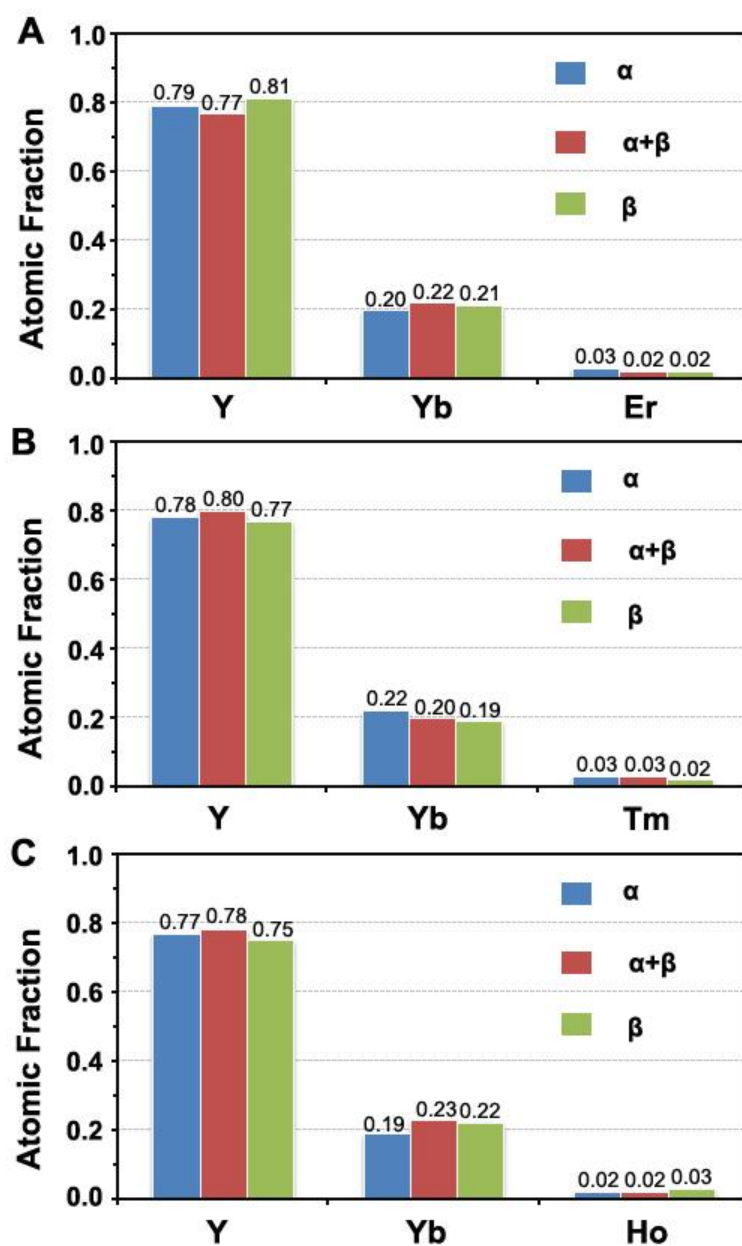 A
Atomic Fraction
1.0
0.8
0.6
0.4
0.2
0.0
0.79 0.77 0.81
0.20 0.22 0.21
0.03 0.02 0.02
α
α+β
β
Y Yb Er
B
Atomic Fraction
1.0
0.8
0.6
0.4
0.2
0.0
0.78 0.80 0.77
0.22 0.20 0.19
0.03 0.03 0.02
α
α+β
β
Y Yb Tm
C
Atomic Fraction
1.0
0.8
0.6
0.4
0.2
0.0
0.77 0.78 0.75
0.19 0.23 0.22
0.02 0.02 0.03
α
α+β
β
Y Yb Ho